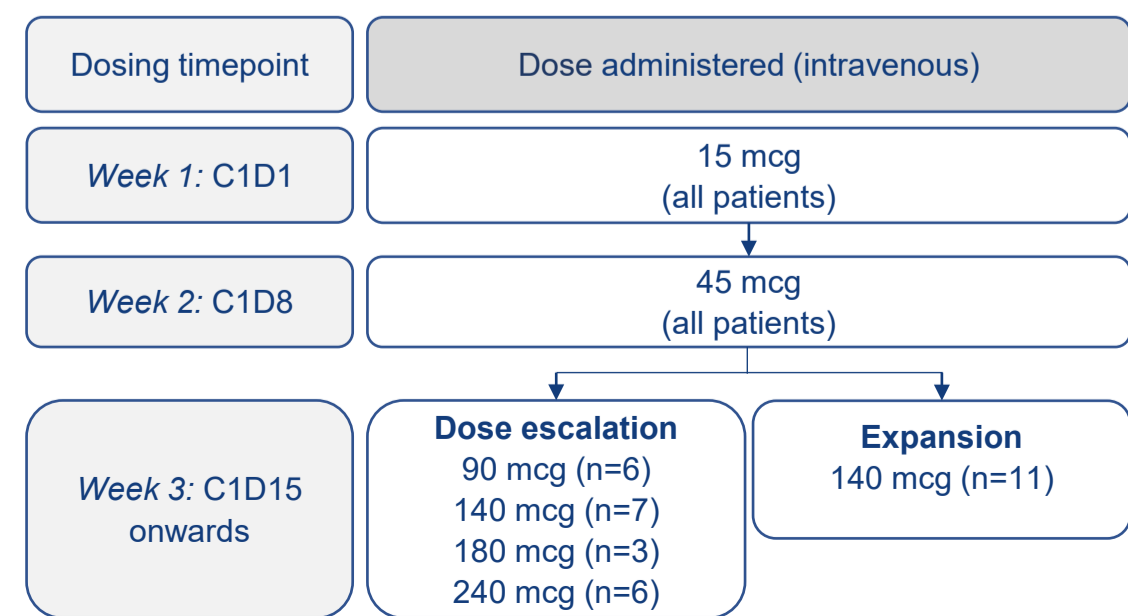 Dosing timepoint
Dose administered (intravenous)
Week 1: C1D1
15 mcg
(all patients)
Week 2: C1D8
45 mcg
(all patients)
Week 3: C1D15
onwards
Dose escalation
90 mcg (n=6)
140 mcg (n=7)
180 mcg (n=3)
240 mcg (n=6)
Expansion
140 mcg (n=11)